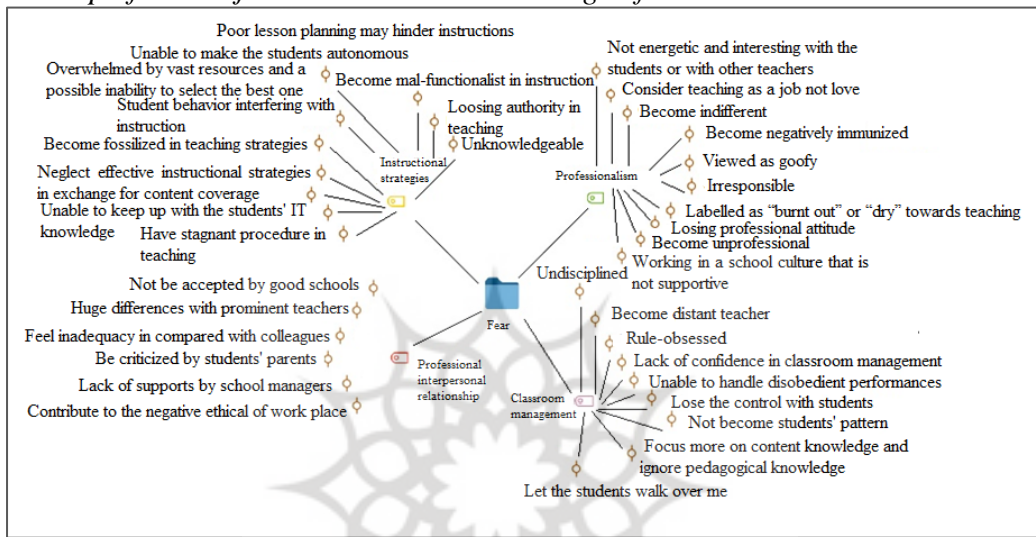 Poor lesson planning may hinder instructions
Unable to make the students autonomous
Overwhelmed by vast resources and a
possible inability to select the best one
Become mal-functionalist in instruction
Student behavior interfering with
instruction
Loosing authority in
teaching
Become fossilized in teaching strategies
Unknowledgeable
Instructional
strategies
Neglect effective instructional strategies
in exchange for content coverage
Unable to keep up with the students' IT
knowledge
Have stagnant procedure in
teaching
Not energetic and interesting with the
students or with other teachers
Consider teaching as a job not love
Become indifferent
Become negatively immunized
Viewed as goofy
Professionalism
Irresponsible
Labelled as “burnt out” or “dry” towards teaching
Losing professional attitude
Become unprofessional
Working in a school culture that is
not supportive
Fear
Not be accepted by good schools
Huge differences with prominent teachers
Feel inadequacy in compared with colleagues
Be criticized by students' parents
Lack of supports by school managers
Contribute to the negative ethical of work place
Professional
interpersonal
relationship
Undisciplined
Become distant teacher
Rule-obsessed
Lack of confidence in classroom management
Unable to handle disobedient performances
Classroom
management
Lose the control with students
Not become students' pattern
Focus more on content knowledge and
ignore pedagogical knowledge
Let the students walk over me